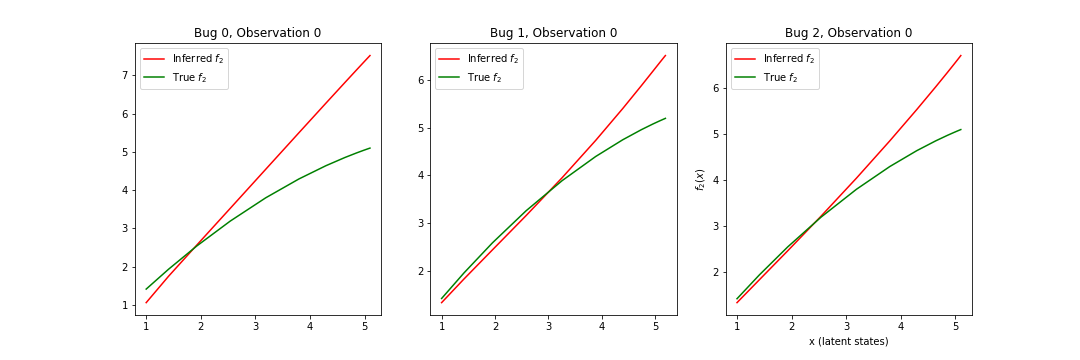 Bug 0, Observation 0
Inferred f₂
True f₂
7
6
5
4
3
2
1
1 2 3 4 5
Bug 1, Observation 0
Inferred f₂
True f₂
6
5
4
3
2
1 2 3 4 5
Bug 2, Observation 0
Inferred f₂
True f₂
f₂(x)
6
5
4
3
2
1 2 3 4 5
x (latent states)